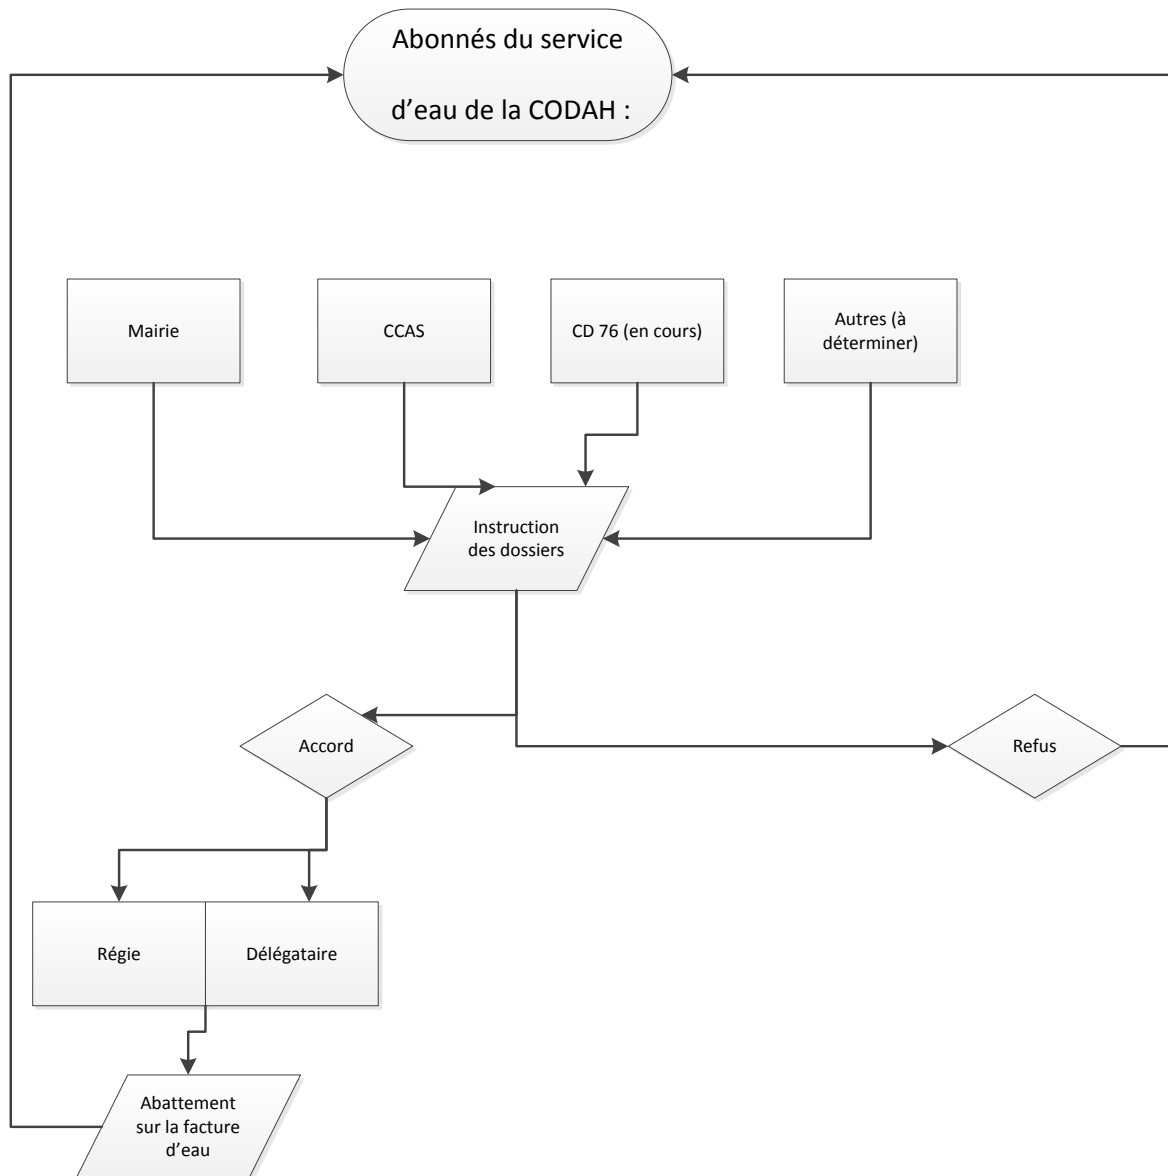 Abonnés du service
d’eau de la CODAH :
Mairie
CCAS
CD 76 (en cours)
Autres (à
déterminer)
Instruction
des dossiers
Accord
Refus
Régie
Délégataire
Abattement
sur la facture
d’eau